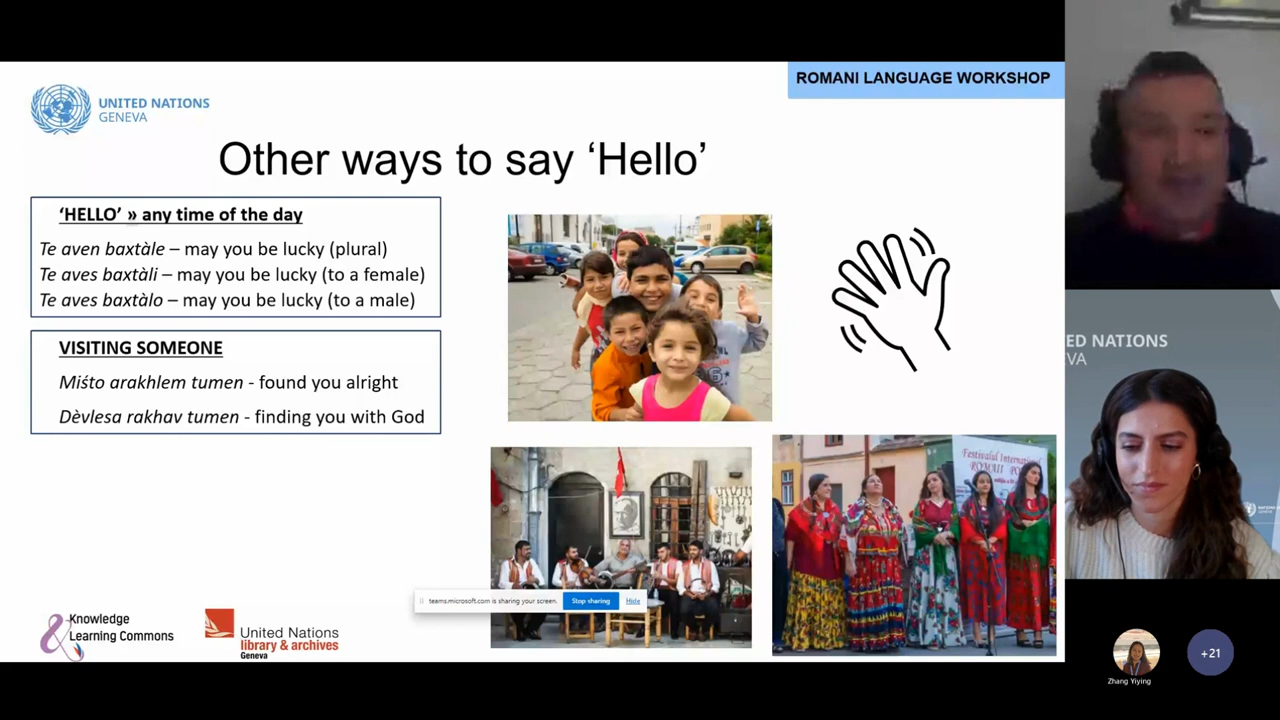 ROMANI LANGUAGE WORKSHOP
UNITED NATIONS
GENEVA
Other ways to say ‘Hello’
‘HELLO’ » any time of the day
Te aven baxtàle – may you be lucky (plural)
Te aves baxtàli – may you be lucky (to a female)
Te aves baxtàlo – may you be lucky (to a male)
VISITING SOMEONE
Miśto arakhlem tumen - found you alright
Dèvlesa rakhav tumen - finding you with God
Festivalul International
teams.microsoft.com is sharing your screen.
Stop sharing
Hide
Knowledge
& Learning Commons
United Nations
library & archives
Geneva
ED NATIONS
VA
Zhang Yiying
+21